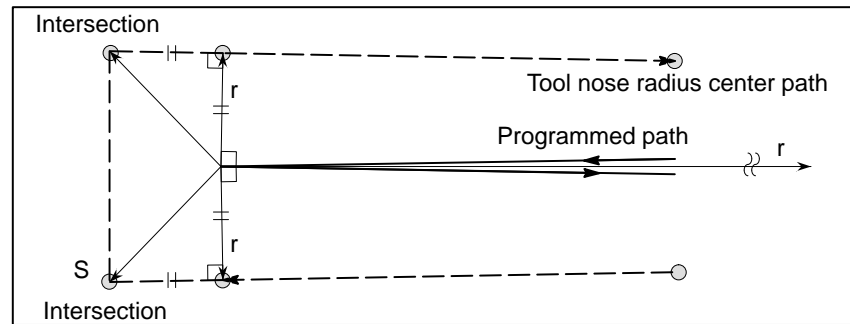 Intersection
Tool nose radius center path
r
Programmed path
r
r
S
Intersection